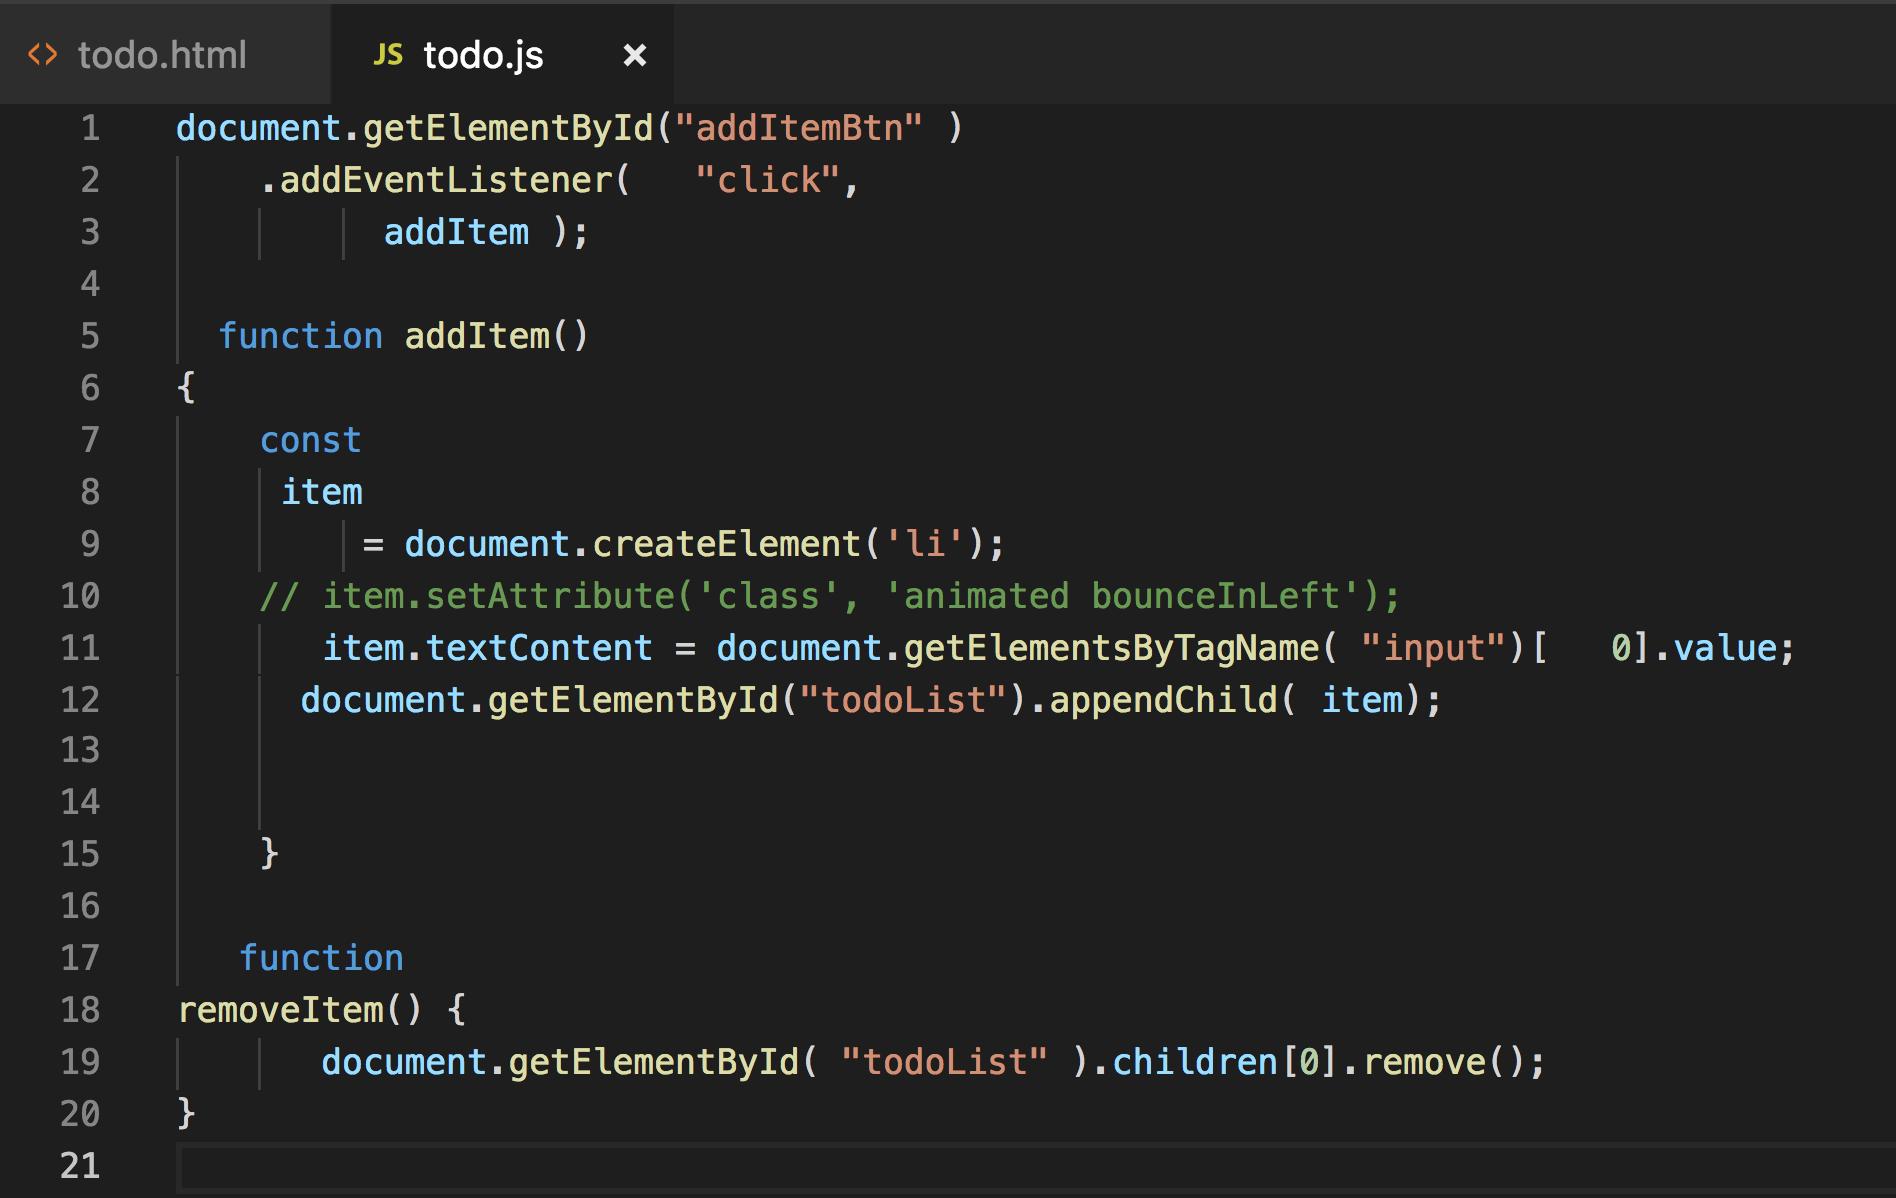 <> todo.html JS todo.js ×
1 document.getElementById("addItemBtn" )
2     .addEventListener(   "click",
3           addItem );
4
5   function addItem()
6 {
7     const
8      item
9          = document.createElement('li');
10     // item.setAttribute('class', 'animated bounceInLeft');
11        item.textContent = document.getElementsByTagName( "input")[   0].value;
12       document.getElementById("todoList").appendChild( item);
13
14
15     }
16
17    function
18 removeItem() {
19        document.getElementById( "todoList" ).children[0].remove();
20 }
21